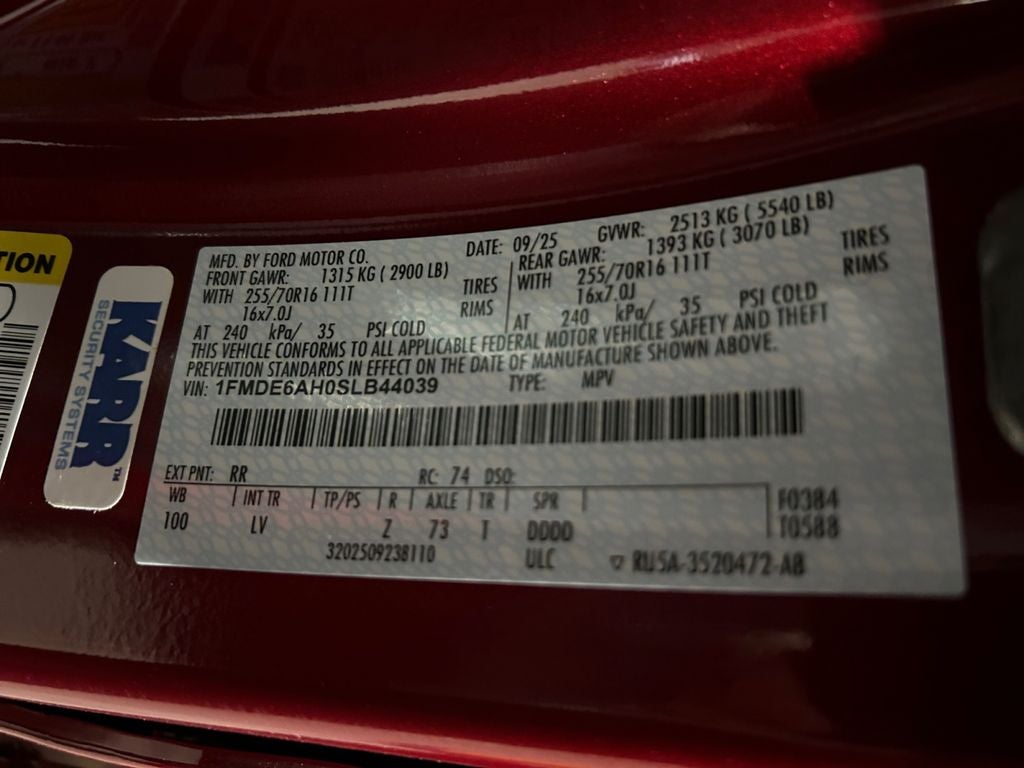 TION
KARR™
SECURITY SYSTEMS
MFD. BY FORD MOTOR CO.
DATE: 09/25 GVWR: 2513 KG ( 5540 LB)
FRONT GAWR: 1315 KG ( 2900 LB)
WITH 255/70R16 111T TIRES
16x7.0J RIMS
AT 240 kPa/ 35 PSI COLD
REAR GAWR: 1393 KG ( 3070 LB)
WITH 255/70R16 111T TIRES
16x7.0J RIMS
AT 240 kPa/ 35 PSI COLD
THIS VEHICLE CONFORMS TO ALL APPLICABLE FEDERAL MOTOR VEHICLE SAFETY AND THEFT
PREVENTION STANDARDS IN EFFECT ON THE DATE OF MANUFACTURE SHOWN ABOVE.
VIN: 1FMDE6AH0SLB44039 TYPE: MPV
EXT PNT: RR RC: 74 DSO:
WB INT TR TP/PS R AXLE TR SPR F0384
100 LV Z 73 T DDDD T0588
3202509238110 ULC ▽ RU5A-3520472-AB